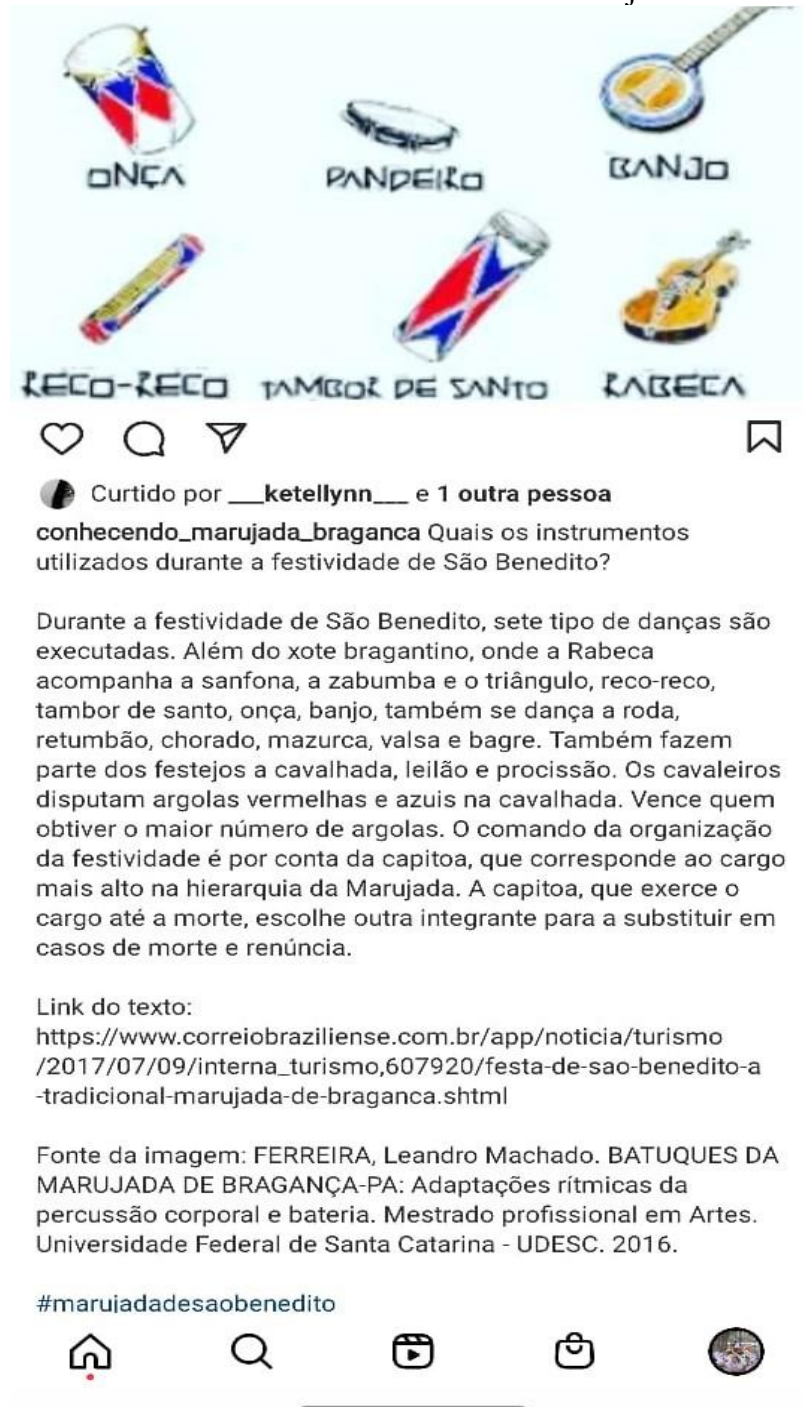 ONÇA
PANDEIRO
BANJO
RECO-RECO
TAMBOR DE SANTO
RABECA
Curtido por ___ketellynn___ e 1 outra pessoa
conhecendo_marujada_braganca Quais os instrumentos
utilizados durante a festividade de São Benedito?
Durante a festividade de São Benedito, sete tipo de danças são
executadas. Além do xote bragantino, onde a Rabeca
acompanha a sanfona, a zabumba e o triângulo, reco-reco,
tambor de santo, onça, banjo, também se dança a roda,
retumbão, chorado, mazurca, valsa e bagre. Também fazem
parte dos festejos a cavalhada, leilão e procissão. Os cavaleiros
disputam argolas vermelhas e azuis na cavalhada. Vence quem
obtiver o maior número de argolas. O comando da organização
da festividade é por conta da capitoa, que corresponde ao cargo
mais alto na hierarquia da Marujada. A capitoa, que exerce o
cargo até a morte, escolhe outra integrante para a substituir em
casos de morte e renúncia.
Link do texto:
https://www.correiobraziliense.com.br/app/noticia/turismo
/2017/07/09/interna_turismo,607920/festa-de-sao-benedito-a
-tradicional-marujada-de-braganca.shtml
Fonte da imagem: FERREIRA, Leandro Machado. BATUQUES DA
MARUJADA DE BRAGANÇA-PA: Adaptações rítmicas da
percussão corporal e bateria. Mestrado profissional em Artes.
Universidade Federal de Santa Catarina - UDESC. 2016.
#marujadadesaobenedito